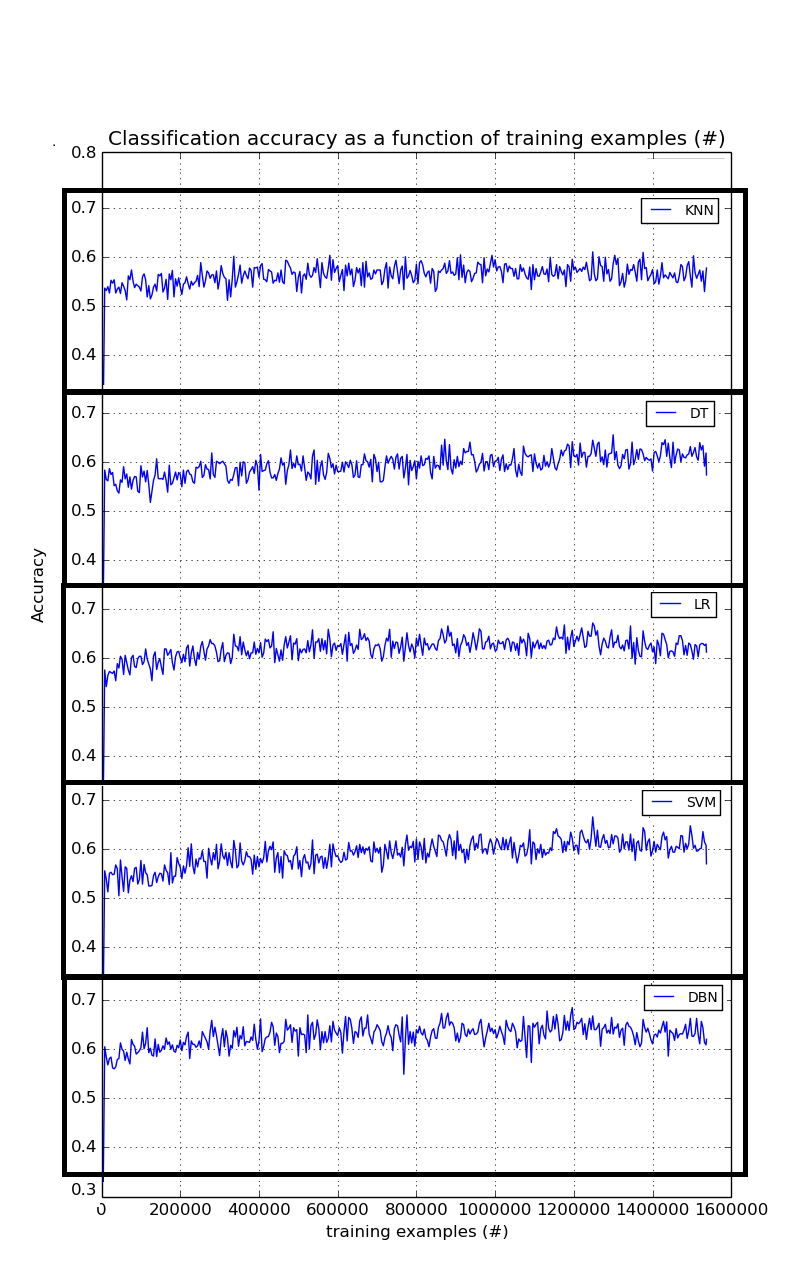 Classification accuracy as a function of training examples (#)
0.8
0.7
KNN
0.6
0.5
0.4
0.7
DT
0.6
0.5
0.4
Accuracy
0.7
LR
0.6
0.5
0.4
0.7
SVM
0.6
0.5
0.4
0.7
DBN
0.6
0.5
0.4
0.3
0 200000 400000 600000 800000 1000000 1200000 1400000 1600000
training examples (#)